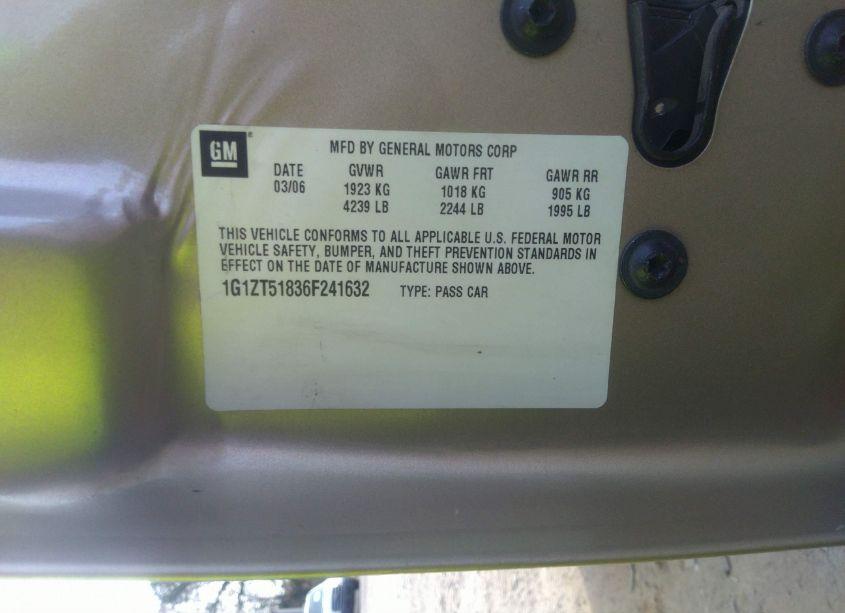 GM
MFD BY GENERAL MOTORS CORP
DATE GVWR GAWR FRT GAWR RR
03/06 1923 KG 1018 KG 905 KG
4239 LB 2244 LB 1995 LB
THIS VEHICLE CONFORMS TO ALL APPLICABLE U.S. FEDERAL MOTOR
VEHICLE SAFETY, BUMPER, AND THEFT PREVENTION STANDARDS IN
EFFECT ON THE DATE OF MANUFACTURE SHOWN ABOVE.
1G1ZT51836F241632 TYPE: PASS CAR